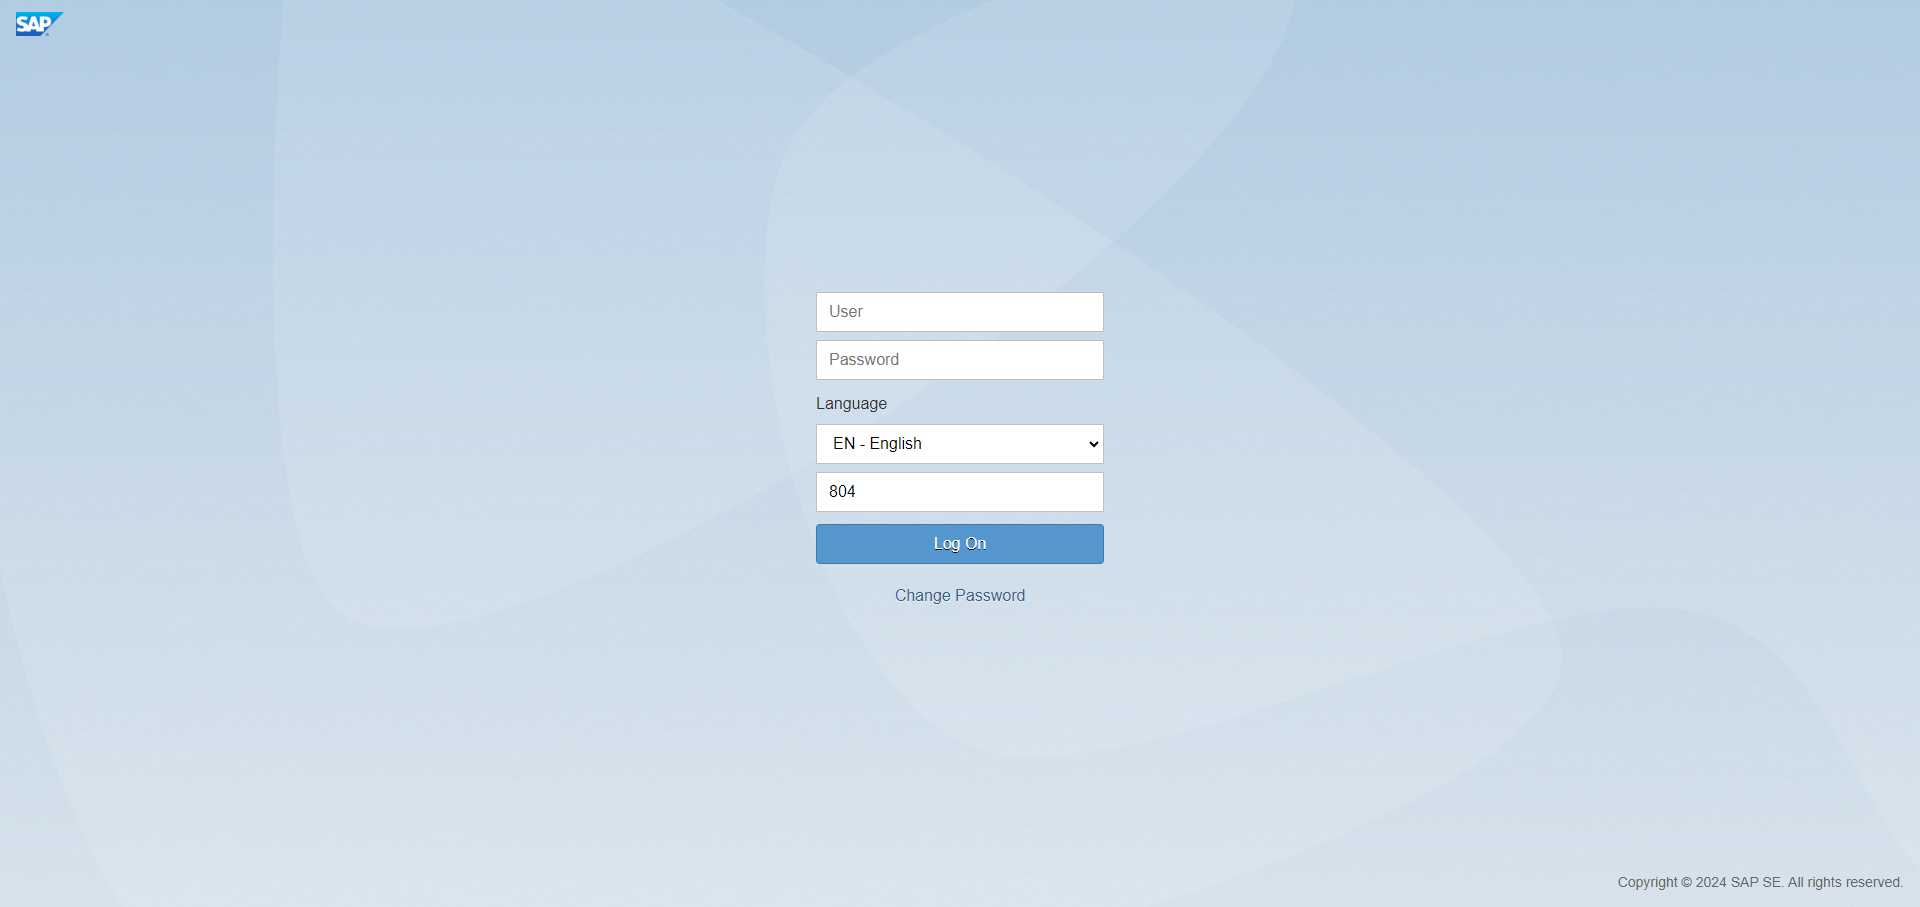 SAP
User
Password
Language
EN - English
804
Log On
Change Password
Copyright © 2024 SAP SE. All rights reserved.